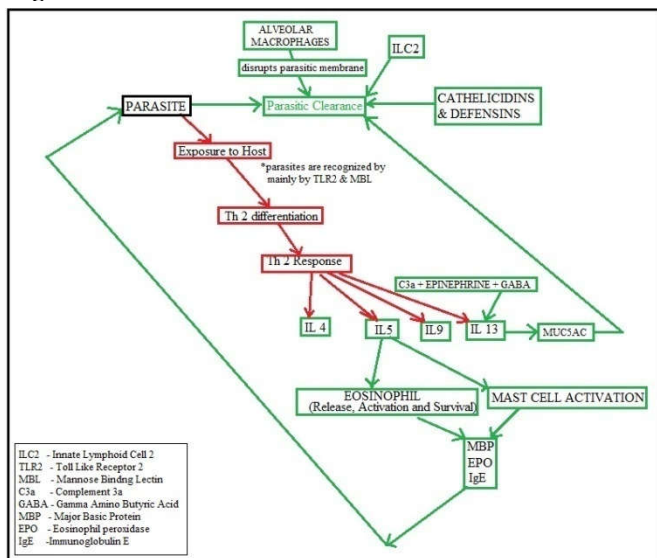 ALVEOLAR
MACROPHAGES
ILC2
disrupts parasitic membrane
PARASITE
Parasitic Clearance
CATHELICIDINS
& DEFENSINS
Exposure to Host
*parasites are recognized by
mainly by TLR2 & MBL
Th 2 differentiation
Th 2 Response
C3a + EPINEPHRINE + GABA
IL 4
IL5
IL9
IL 13
MUC5AC
EOSINOPHIL
(Release, Activation and Survival)
MAST CELL ACTIVATION
MBP
EPO
IgE
ILC2 - Innate Lymphoid Cell 2
TLR2 - Toll Like Receptor 2
MBL - Mannose Bindng Lectin
C3a - Complement 3a
GABA - Gamma Amino Butyric Acid
MBP - Major Basic Protein
EPO - Eosinophil peroxidase
IgE -Immunoglobulin E